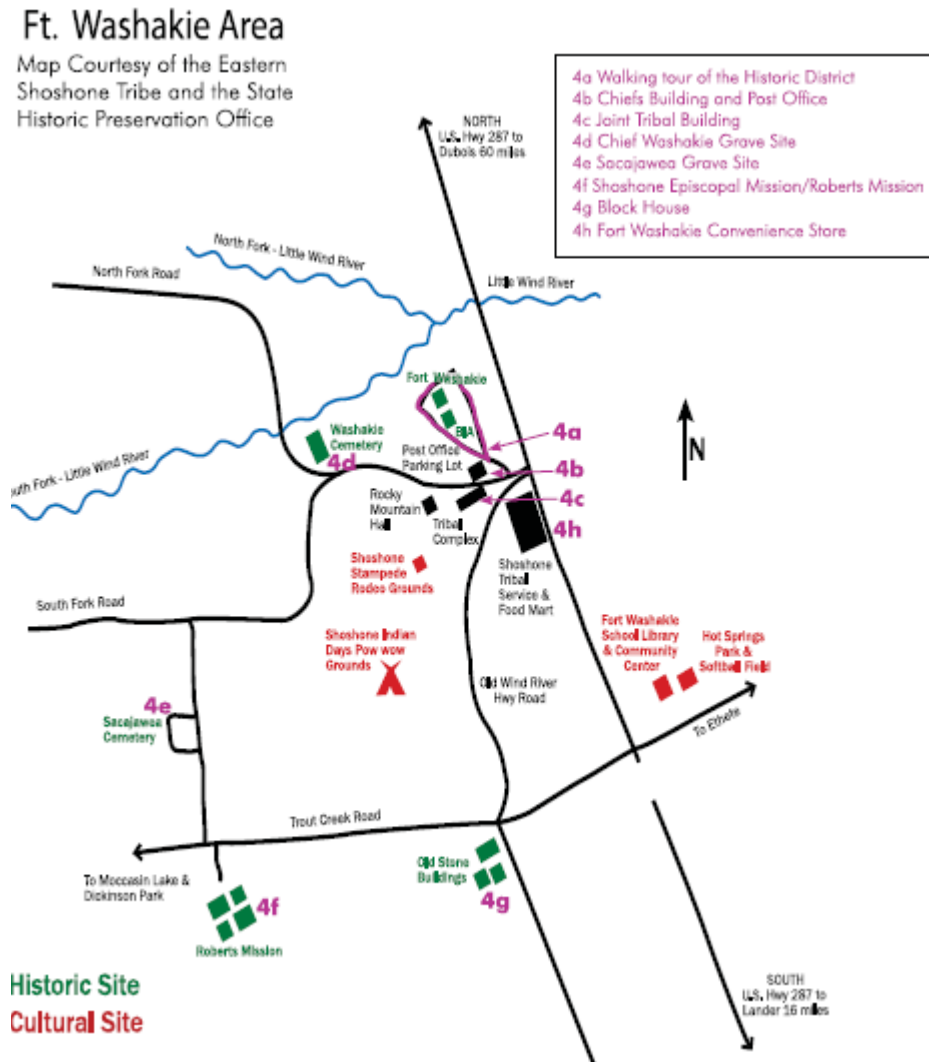 Ft. Washakie Area
Map Courtesy of the Eastern
Shoshone Tribe and the State
Historic Preservation Office
4a Walking tour of the Historic District
4b Chiefs Building and Post Office
4c Joint Tribal Building
4d Chief Washakie Grave Site
4e Sacajawea Grave Site
4f Shoshone Episcopal Mission/Roberts Mission
4g Block House
4h Fort Washakie Convenience Store
NORTH
U.S. Hwy 287 to
Dubois 60 miles
North Fork - Little Wind River
North Fork Road
Little Wind River
Fort Washakie
BIA
4a
Washakie
Cemetery
4d
Post Office
Parking Lot
4b
N
outh Fork - Little Wind River
Rocky
Mountain
Hall
Tribal
Complex
4c
4h
Shoshone
Stampede
Rodeo Grounds
Shoshone
Tribal
Service &
Food Mart
South Fork Road
Shoshone Indian
Days Pow wow
Grounds
Fort Washakie
School Library
& Community
Center
Hot Springs
Park &
Softball Field
Old Wind River
Hwy Road
4e
Sacajawea
Cemetery
To Ethete
Trout Creek Road
To Moccasin Lake &
Dickinson Park
Old Stone
Buildings
4g
4f
Roberts Mission
Historic Site
Cultural Site
SOUTH
U.S. Hwy 287 to
Lander 16 miles